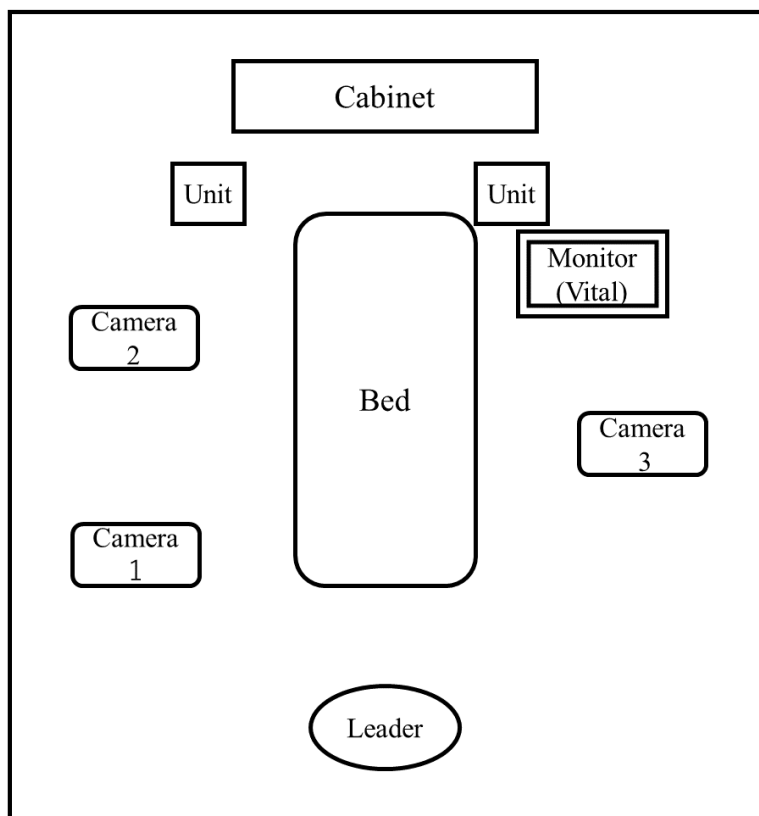 Cabinet
Unit
Unit
Monitor
(Vital)
Camera
2
Bed
Camera
3
Camera
1
Leader